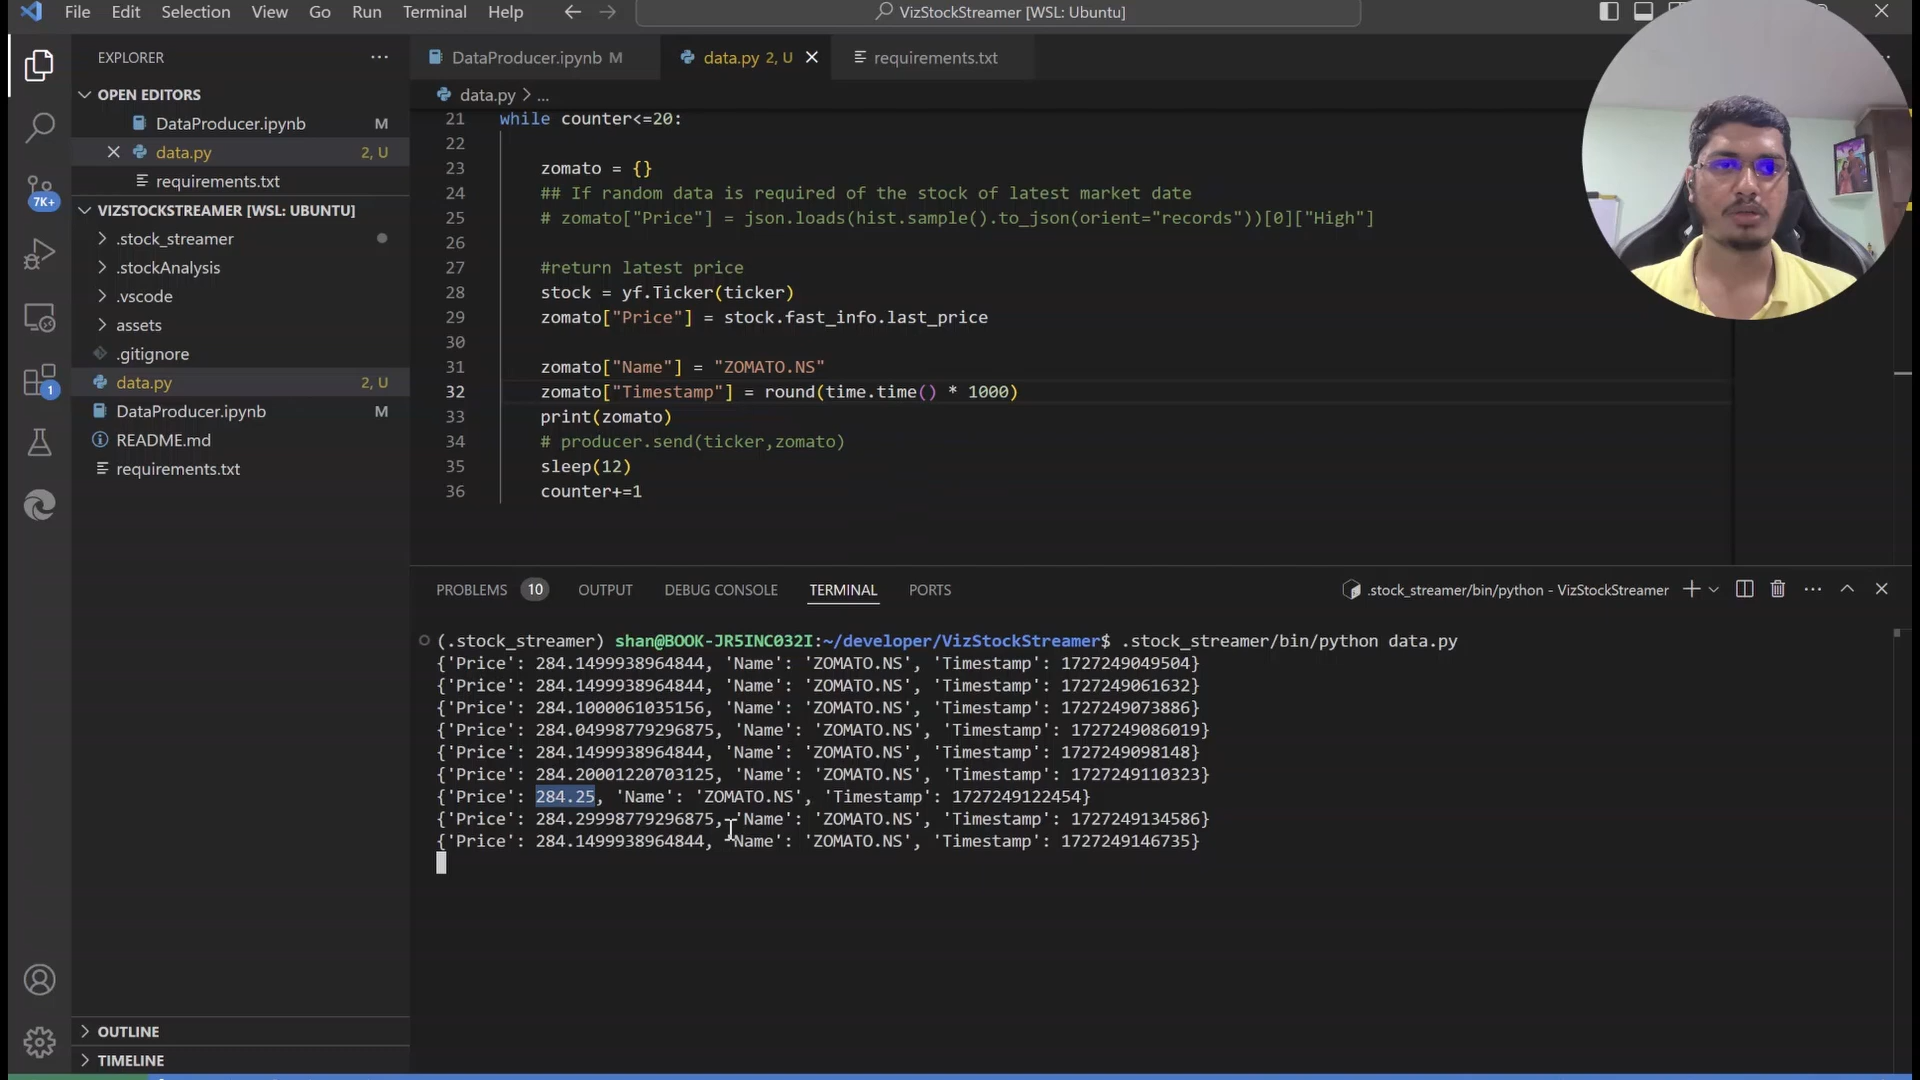 File Edit Selection View Go Run Terminal Help
VizStockStreamer [WSL: Ubuntu]
EXPLORER
OPEN EDITORS
DataProducer.ipynb M
data.py 2, U
requirements.txt
7K+
VIZSTOCKSTREAMER [WSL: UBUNTU]
.stock_streamer
.stockAnalysis
.vscode
assets
.gitignore
data.py 2, U
1
DataProducer.ipynb M
README.md
requirements.txt
OUTLINE
TIMELINE
DataProducer.ipynb M
data.py 2, U
requirements.txt
data.py > ...
21 while counter<=20:
22
23 zomato = {}
24 ## If random data is required of the stock of latest market date
25 # zomato["Price"] = json.loads(hist.sample().to_json(orient="records"))[0]["High"]
26
27 #return latest price
28 stock = yf.Ticker(ticker)
29 zomato["Price"] = stock.fast_info.last_price
30
31 zomato["Name"] = "ZOMATO.NS"
32 zomato["Timestamp"] = round(time.time() * 1000)
33 print(zomato)
34 # producer.send(ticker,zomato)
35 sleep(12)
36 counter+=1
PROBLEMS 10 OUTPUT DEBUG CONSOLE TERMINAL PORTS
.stock_streamer/bin/python - VizStockStreamer
(.stock_streamer) shan@BOOK-JR5INC032I:~/developer/VizStockStreamer$ .stock_streamer/bin/python data.py
{'Price': 284.1499938964844, 'Name': 'ZOMATO.NS', 'Timestamp': 1727249049504}
{'Price': 284.1499938964844, 'Name': 'ZOMATO.NS', 'Timestamp': 1727249061632}
{'Price': 284.1000061035156, 'Name': 'ZOMATO.NS', 'Timestamp': 1727249073886}
{'Price': 284.04998779296875, 'Name': 'ZOMATO.NS', 'Timestamp': 1727249086019}
{'Price': 284.1499938964844, 'Name': 'ZOMATO.NS', 'Timestamp': 1727249098148}
{'Price': 284.20001220703125, 'Name': 'ZOMATO.NS', 'Timestamp': 1727249110323}
{'Price': 284.25, 'Name': 'ZOMATO.NS', 'Timestamp': 1727249122454}
{'Price': 284.29998779296875, 'Name': 'ZOMATO.NS', 'Timestamp': 1727249134586}
{'Price': 284.1499938964844, 'Name': 'ZOMATO.NS', 'Timestamp': 1727249146735}